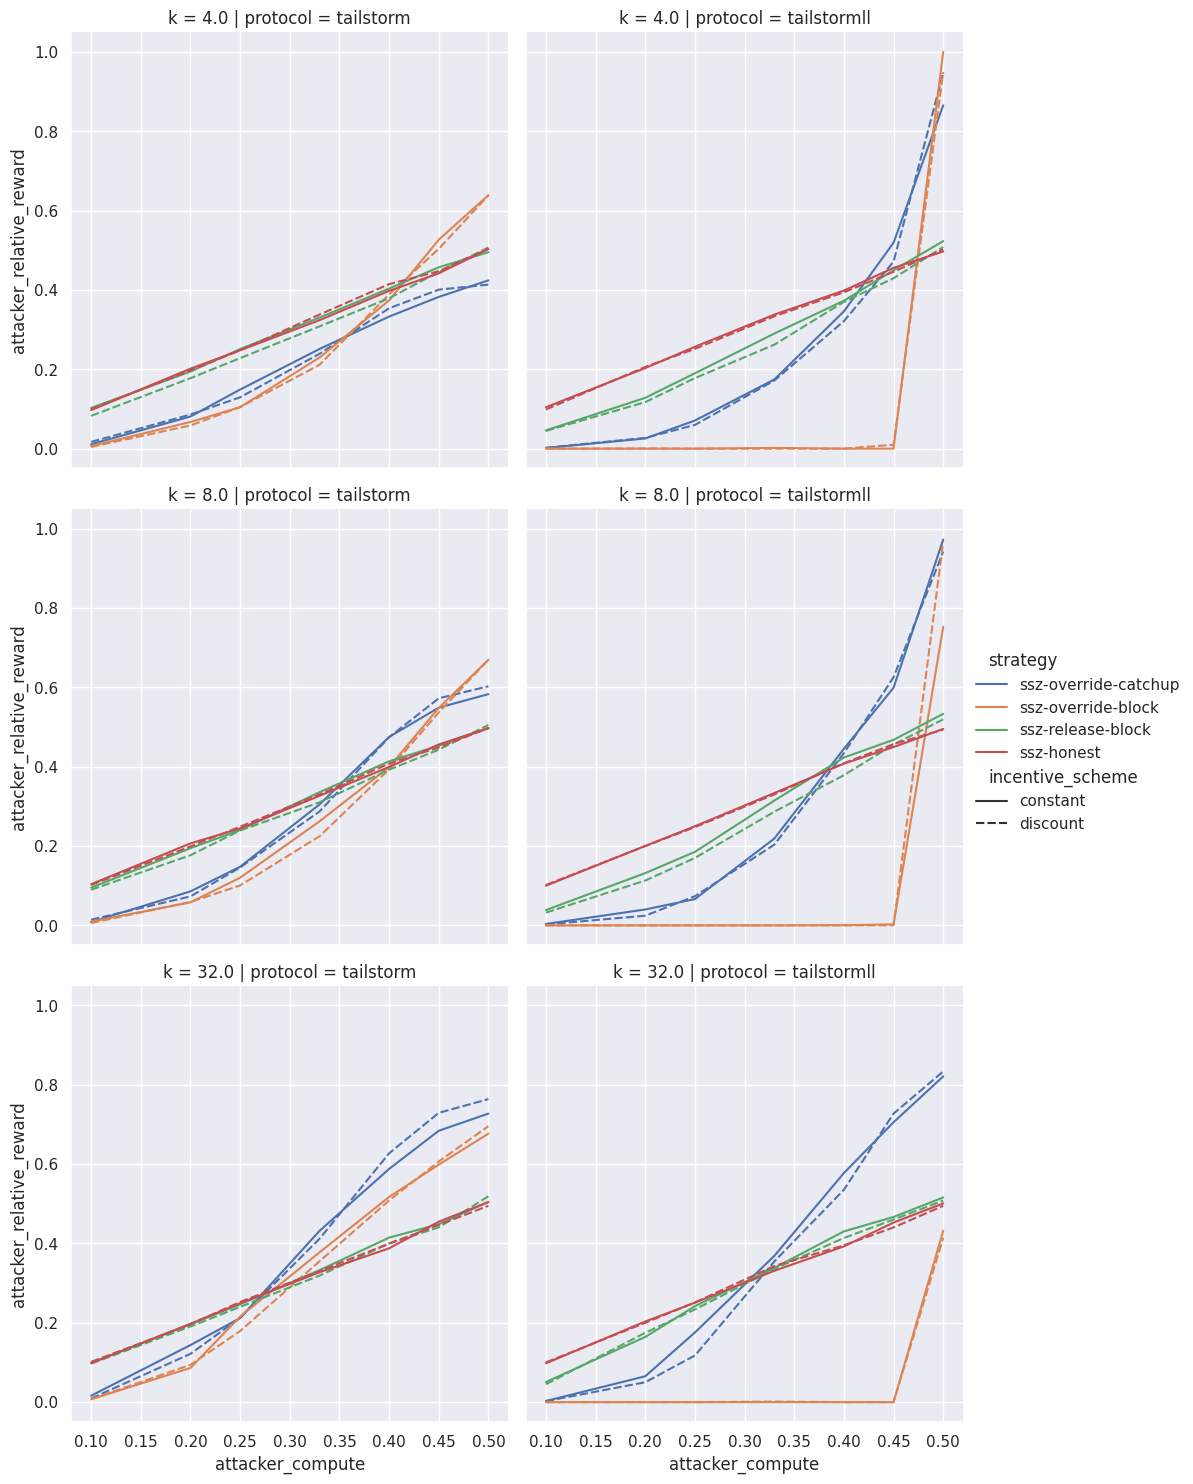 k = 4.0 | protocol = tailstorm
k = 4.0 | protocol = tailstormll
1.0
0.8
0.6
0.4
0.2
0.0
attacker_relative_reward
k = 8.0 | protocol = tailstorm
k = 8.0 | protocol = tailstormll
1.0
0.8
0.6
0.4
0.2
0.0
attacker_relative_reward
strategy
ssz-override-catchup
ssz-override-block
ssz-release-block
ssz-honest
incentive_scheme
constant
discount
k = 32.0 | protocol = tailstorm
k = 32.0 | protocol = tailstormll
1.0
0.8
0.6
0.4
0.2
0.0
attacker_relative_reward
0.10 0.15 0.20 0.25 0.30 0.35 0.40 0.45 0.50
attacker_compute
0.10 0.15 0.20 0.25 0.30 0.35 0.40 0.45 0.50
attacker_compute